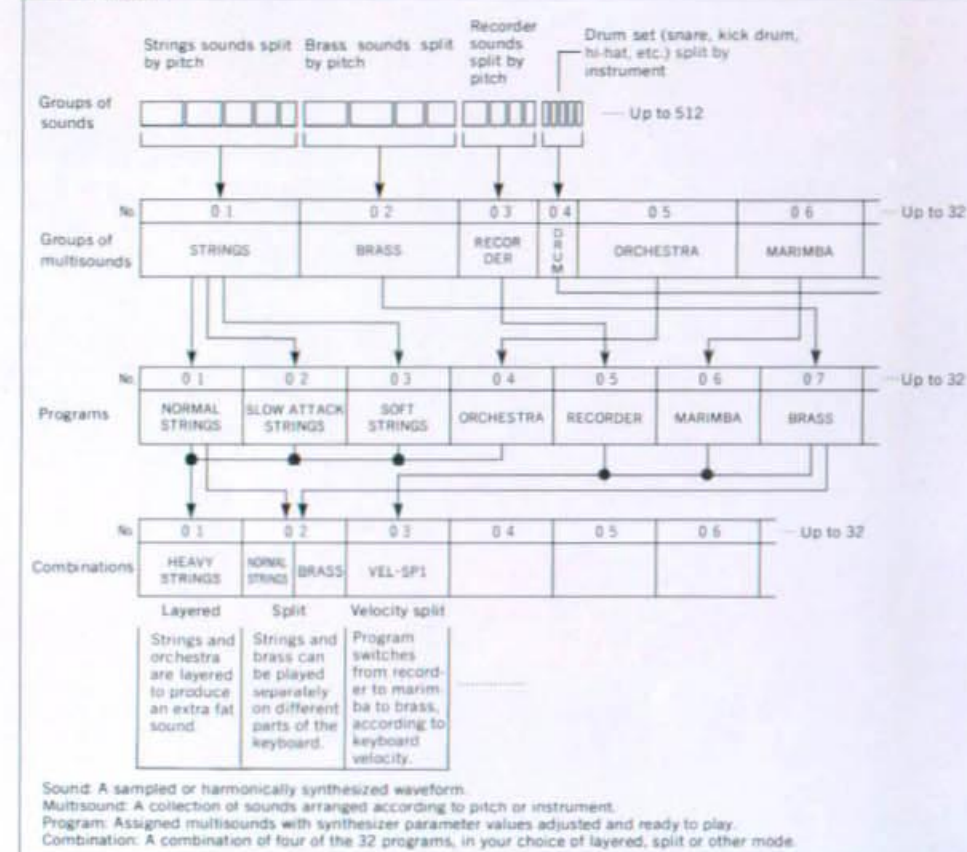 Strings sounds split
by pitch
Brass sounds split
by pitch
Recorder
sounds
split by
pitch
Drum set (snare, kick drum,
hi-hat, etc.) split by
instrument
Groups of
sounds
Up to 512
No. 01 02 03 04 05 06 Up to 32
Groups of
multisounds
STRINGS
BRASS
RECOR
DER
DRUM
ORCHESTRA
MARIMBA
No. 01 02 03 04 05 06 07 Up to 32
Programs
NORMAL
STRINGS
SLOW ATTACK
STRINGS
SOFT
STRINGS
ORCHESTRA
RECORDER
MARIMBA
BRASS
No. 01 02 03 04 05 06 Up to 32
Combinations
HEAVY
STRINGS
NORMAL
STRINGS
BRASS
VEL-SP1
Layered
Split
Velocity split
Strings and
orchestra
are layered
to produce
an extra fat
sound.
Strings and
brass can
be played
separately
on different
parts of the
keyboard.
Program
switches
from record-
er to marim
ba to brass,
according to
keyboard
velocity.
Sound: A sampled or harmonically synthesized waveform.
Multisound: A collection of sounds arranged according to pitch or instrument.
Program: Assigned multisounds with synthesizer parameter values adjusted and ready to play.
Combination: A combination of four of the 32 programs, in your choice of layered, split or other mode.